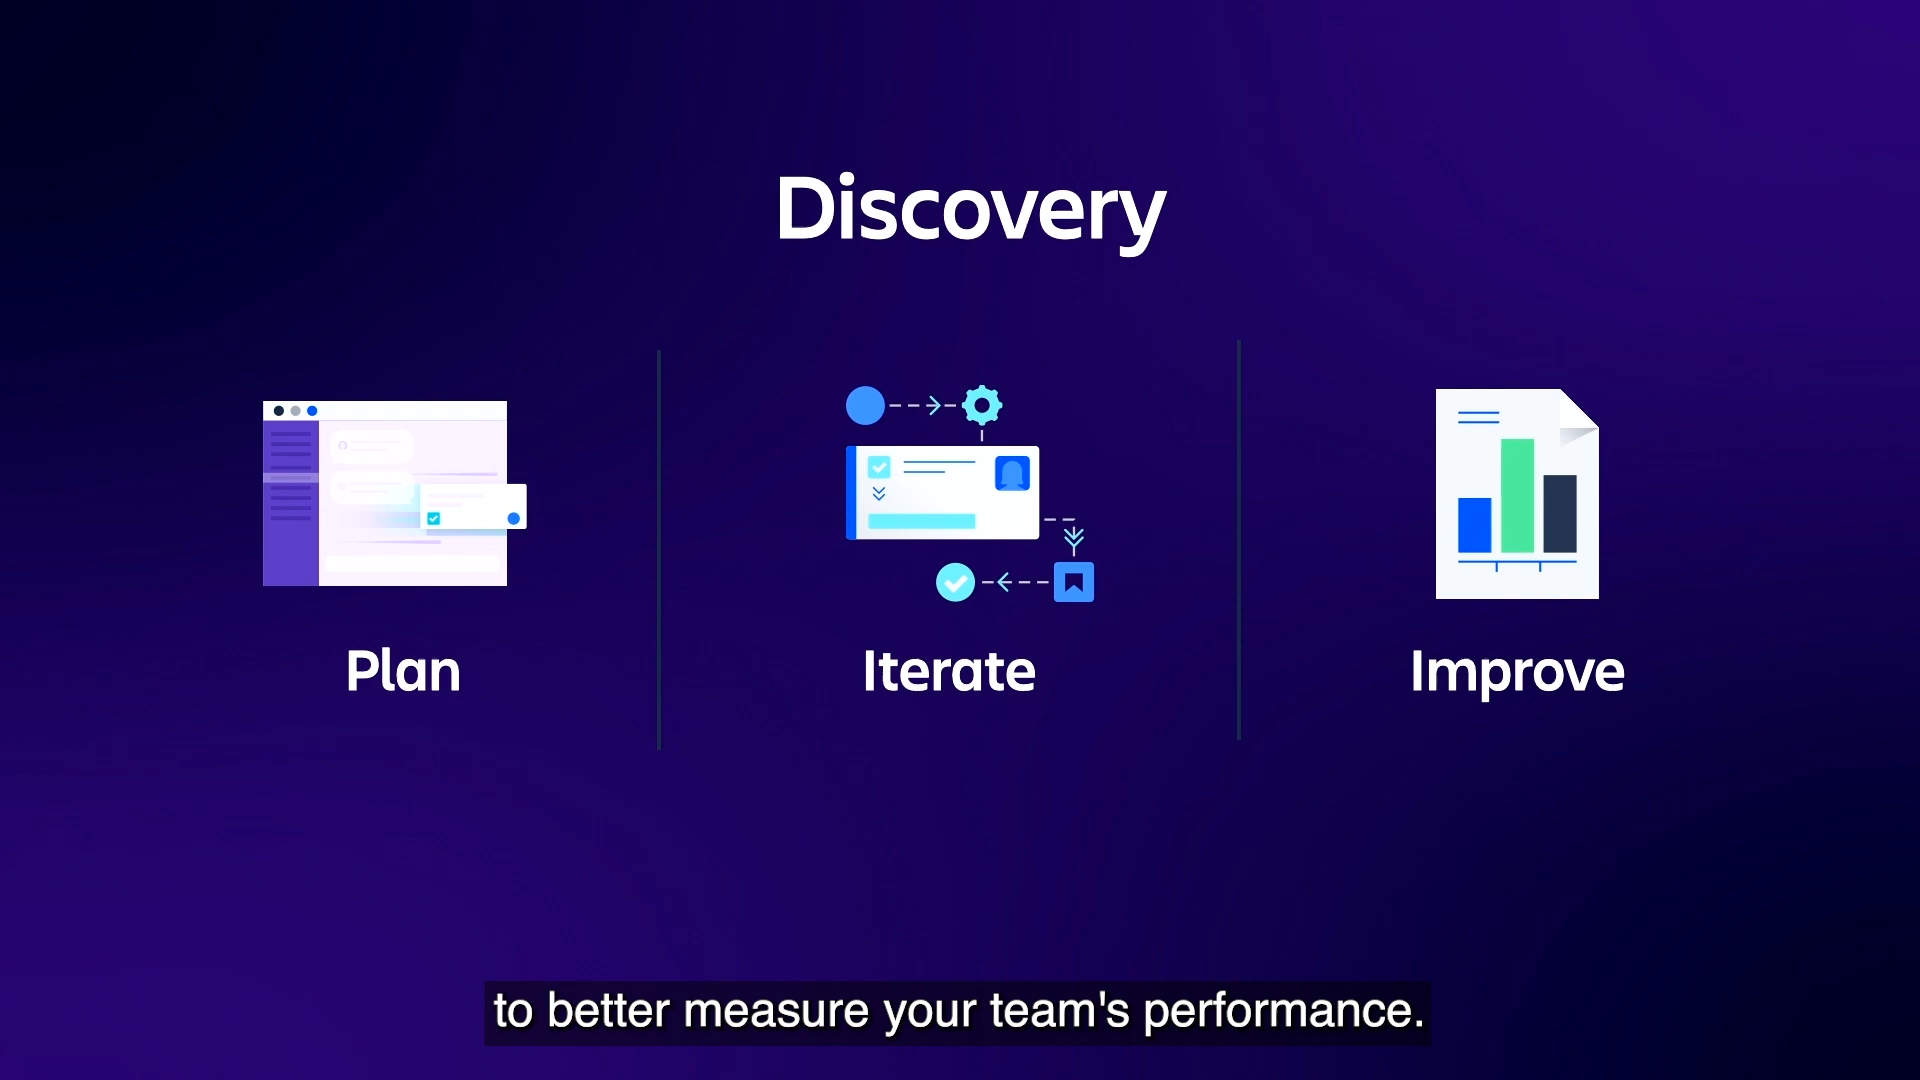 Discovery
Plan
Iterate
Improve
to better measure your team's performance.